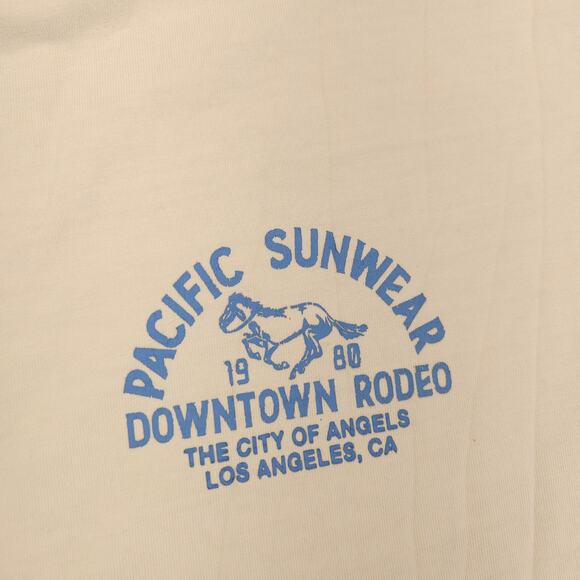 PACIFIC SUNWEAR
19 80
DOWNTOWN RODEO
THE CITY OF ANGELS
LOS ANGELES, CA